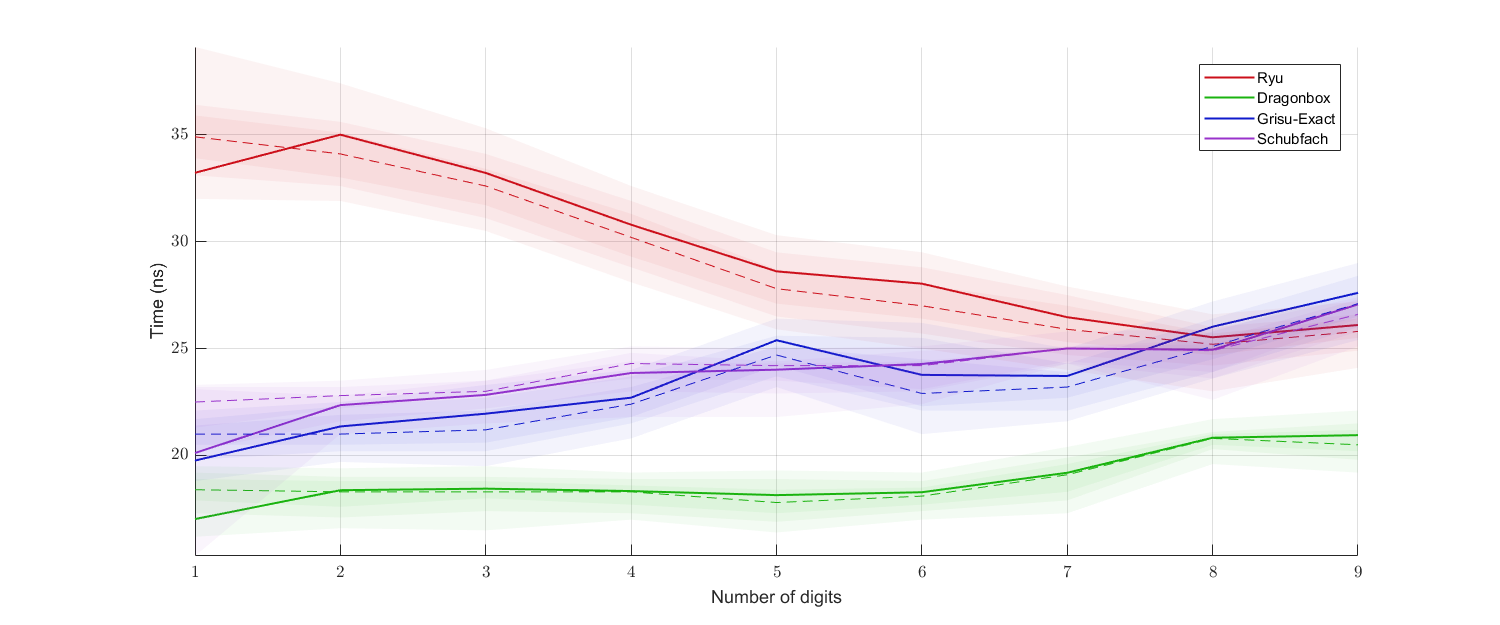 Ryu
Dragonbox
Grisu-Exact
Schubfach
35
30
25
20
Time (ns)
1 2 3 4 5 6 7 8 9
Number of digits